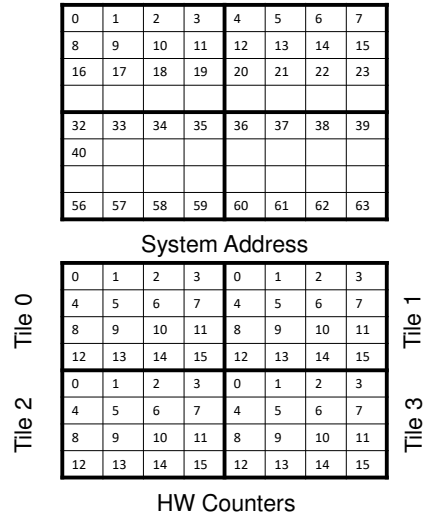 0 1 2 3 4 5 6 7
8 9 10 11 12 13 14 15
16 17 18 19 20 21 22 23
32 33 34 35 36 37 38 39
40
56 57 58 59 60 61 62 63
System Address
Tile 0
Tile 1
0 1 2 3 0 1 2 3
4 5 6 7 4 5 6 7
8 9 10 11 8 9 10 11
12 13 14 15 12 13 14 15
Tile 2
Tile 3
0 1 2 3 0 1 2 3
4 5 6 7 4 5 6 7
8 9 10 11 8 9 10 11
12 13 14 15 12 13 14 15
HW Counters